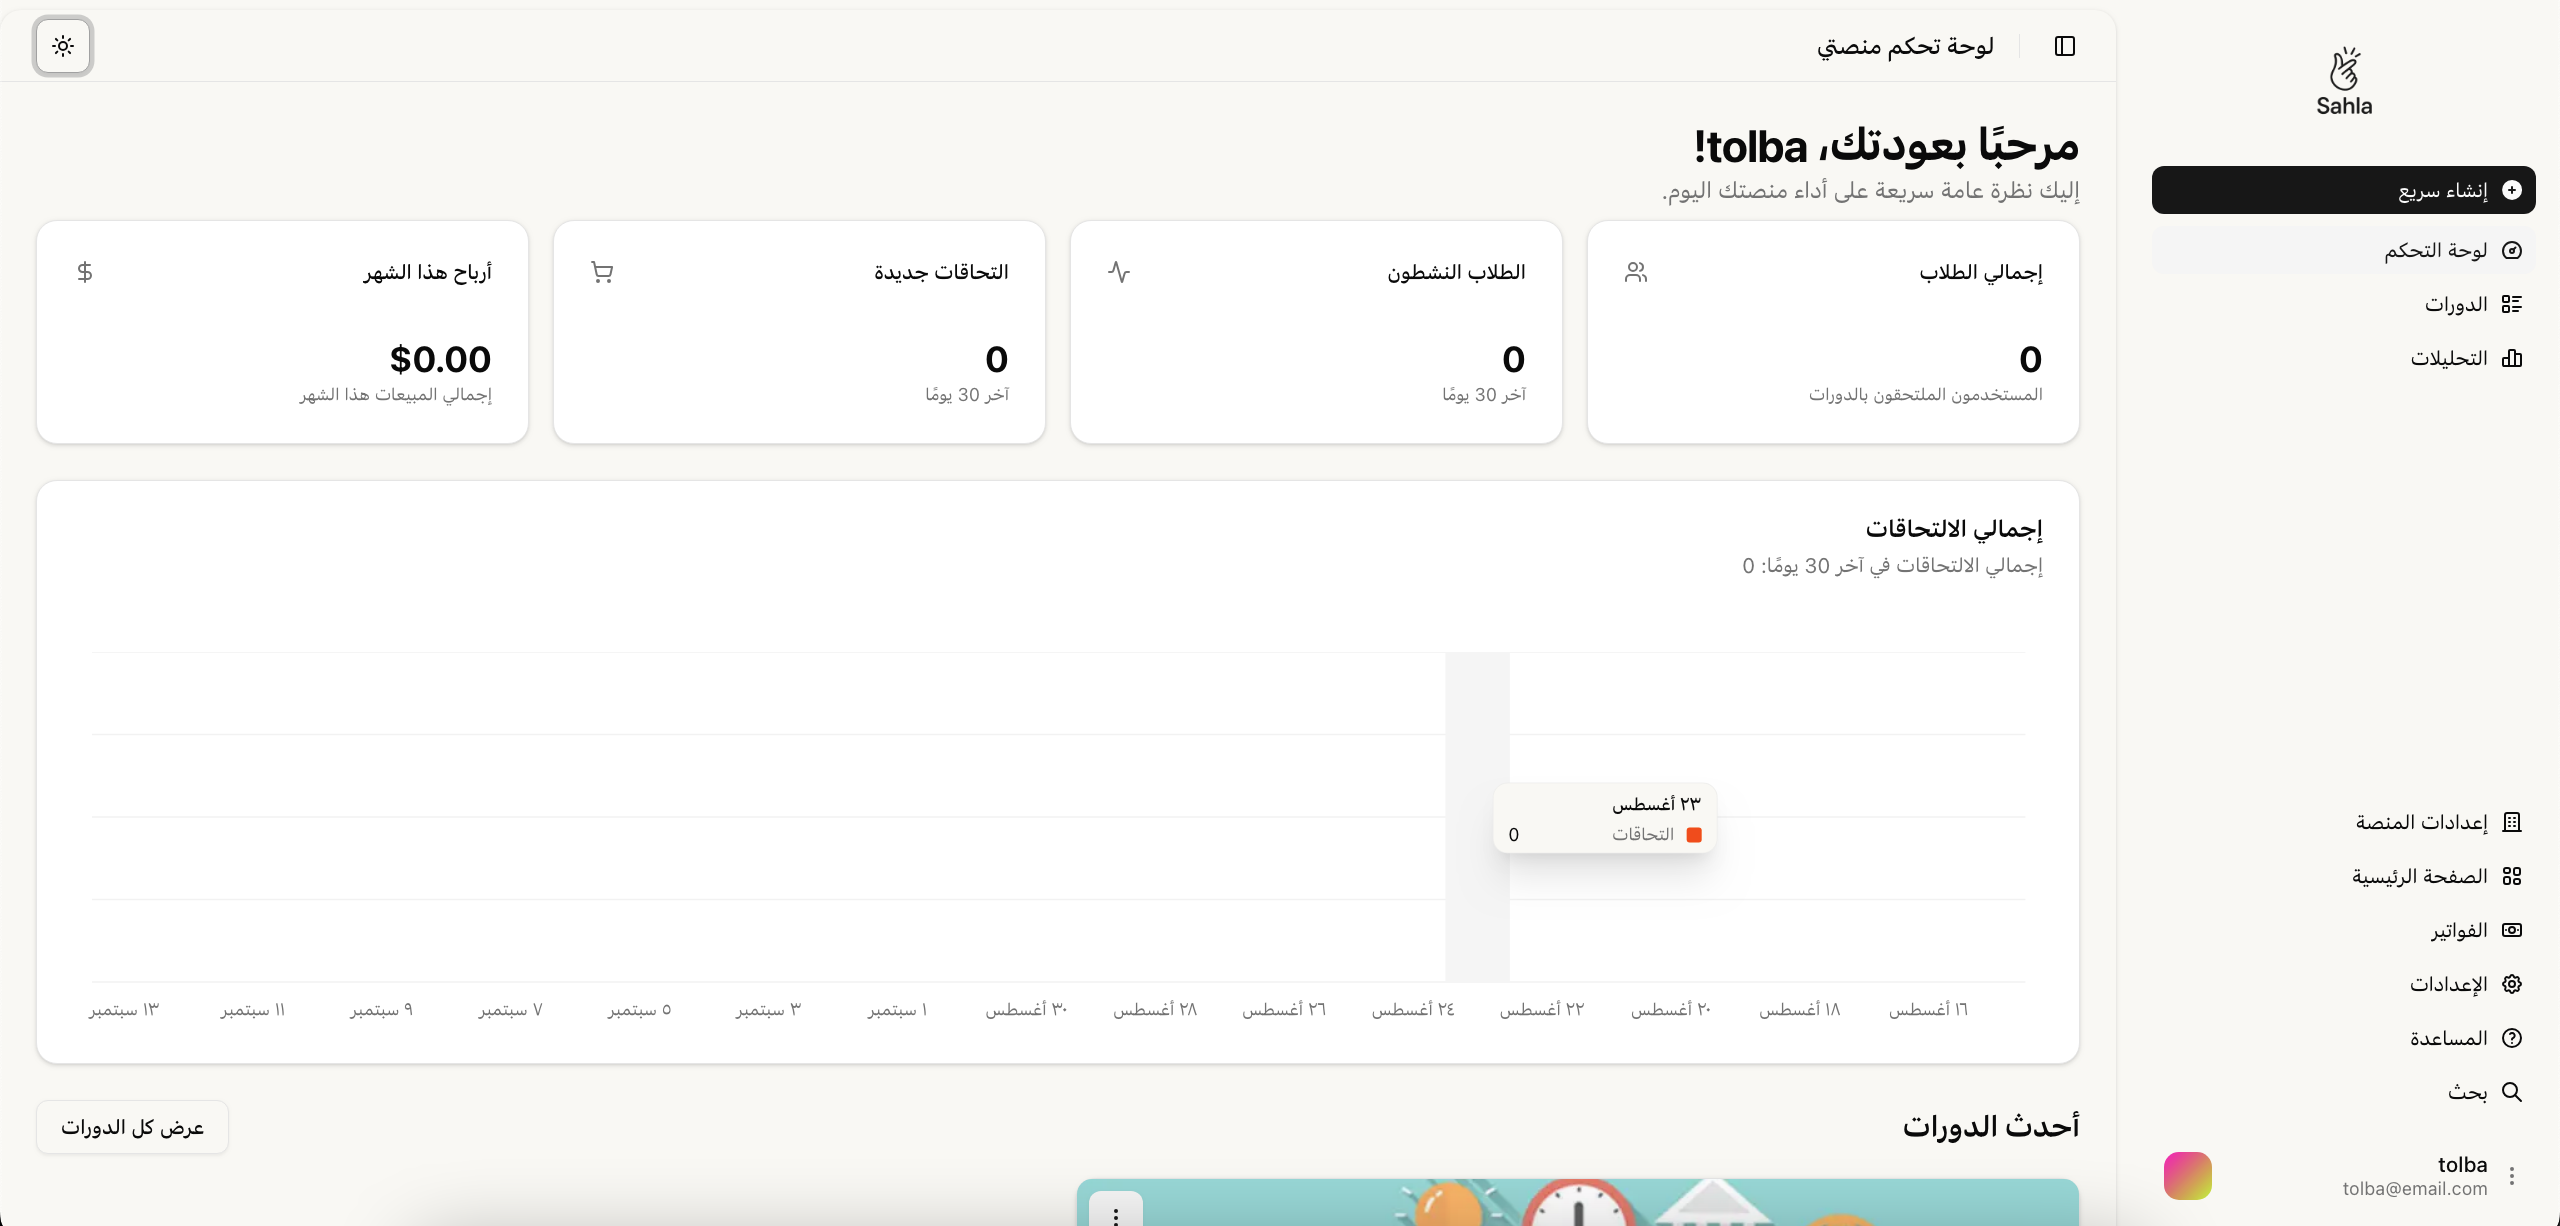 Sahla
إنشاء سريع
لوحة التحكم
الدورات
التحليلات
إعدادات المنصة
الصفحة الرئيسية
الفواتير
الإعدادات
المساعدة
بحث
tolba
tolba@email.com
لوحة تحكم منصتي
مرحبًا بعودتك، tolba!
إليك نظرة عامة سريعة على أداء منصتك اليوم.
إجمالي الطلاب
0
المستخدمون الملتحقون بالدورات
الطلاب النشطون
0
آخر 30 يومًا
التحاقات جديدة
0
آخر 30 يومًا
أرباح هذا الشهر
$0.00
إجمالي المبيعات هذا الشهر
إجمالي الالتحاقات
إجمالي الالتحاقات في آخر 30 يومًا: 0
٢٣ أغسطس
التحاقات 0
١٦ أغسطس ١٨ أغسطس ٢٠ أغسطس ٢٢ أغسطس ٢٤ أغسطس ٢٦ أغسطس ٢٨ أغسطس ٣٠ أغسطس ١ سبتمبر ٣ سبتمبر ٥ سبتمبر ٧ سبتمبر ٩ سبتمبر ١١ سبتمبر ١٣ سبتمبر
أحدث الدورات
عرض كل الدورات